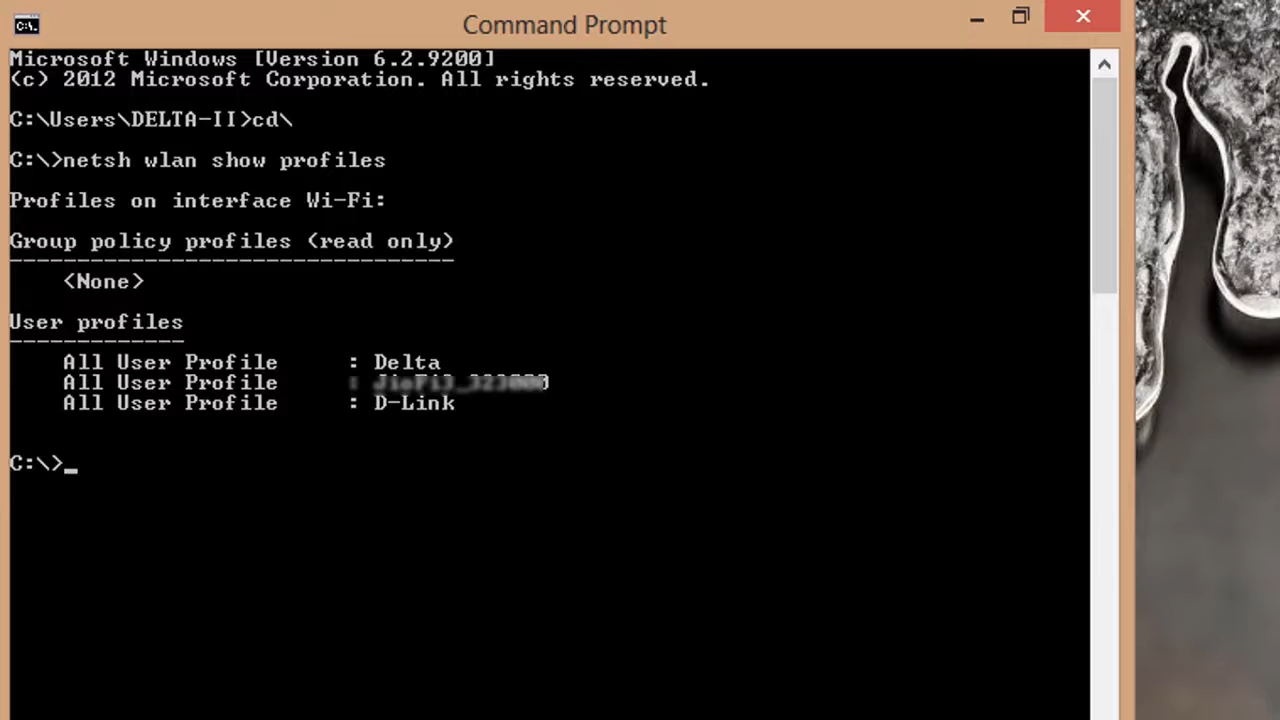 Command Prompt
Microsoft Windows [Version 6.2.9200]
(c) 2012 Microsoft Corporation. All rights reserved.
C:\Users\DELTA-II>cd\
C:\>netsh wlan show profiles
Profiles on interface Wi-Fi:
Group policy profiles (read only)
---------------------------------
<None>
User profiles
-------------
All User Profile     : Delta
All User Profile     :
All User Profile     : D-Link
C:\>_